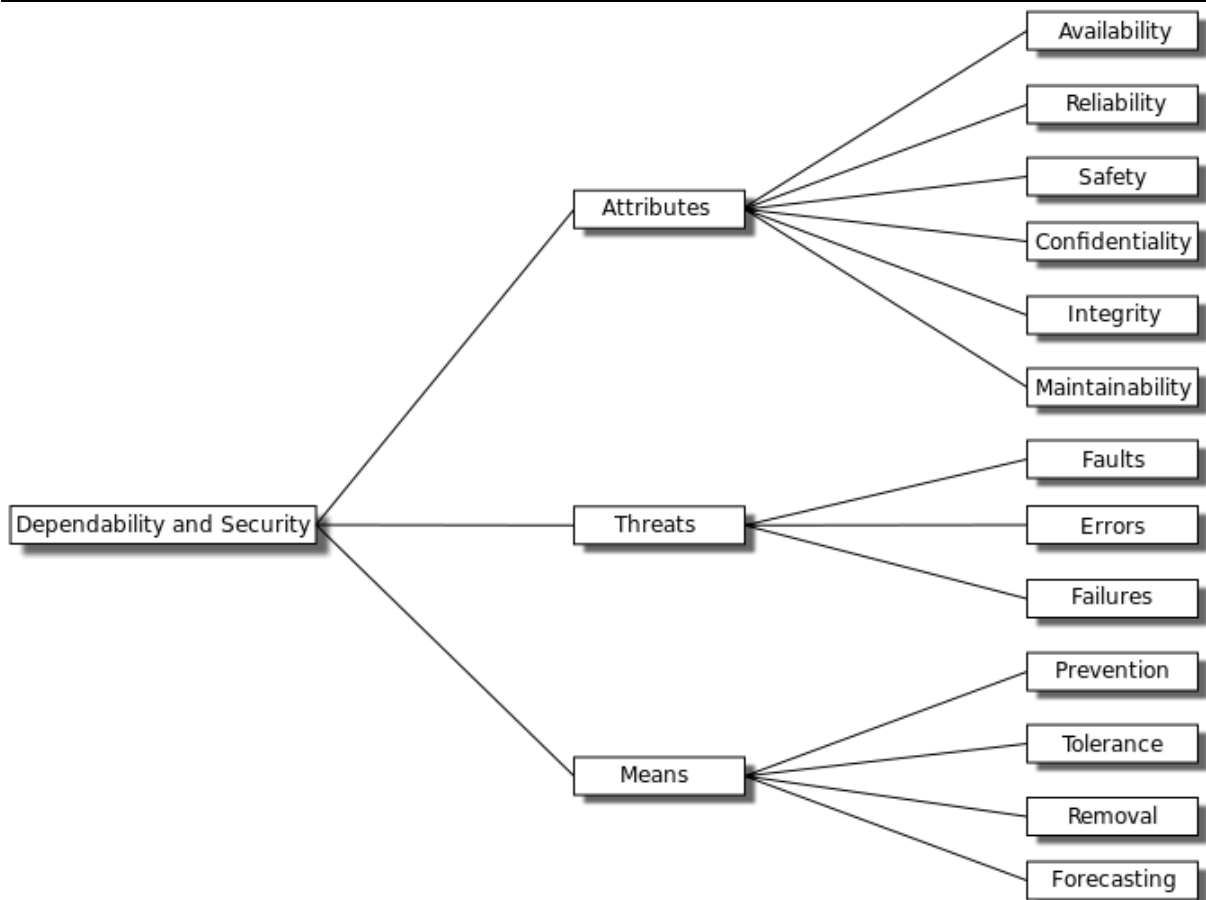 Availability
Reliability
Safety
Attributes
Confidentiality
Integrity
Maintainability
Faults
Dependability and Security
Threats
Errors
Failures
Prevention
Tolerance
Means
Removal
Forecasting